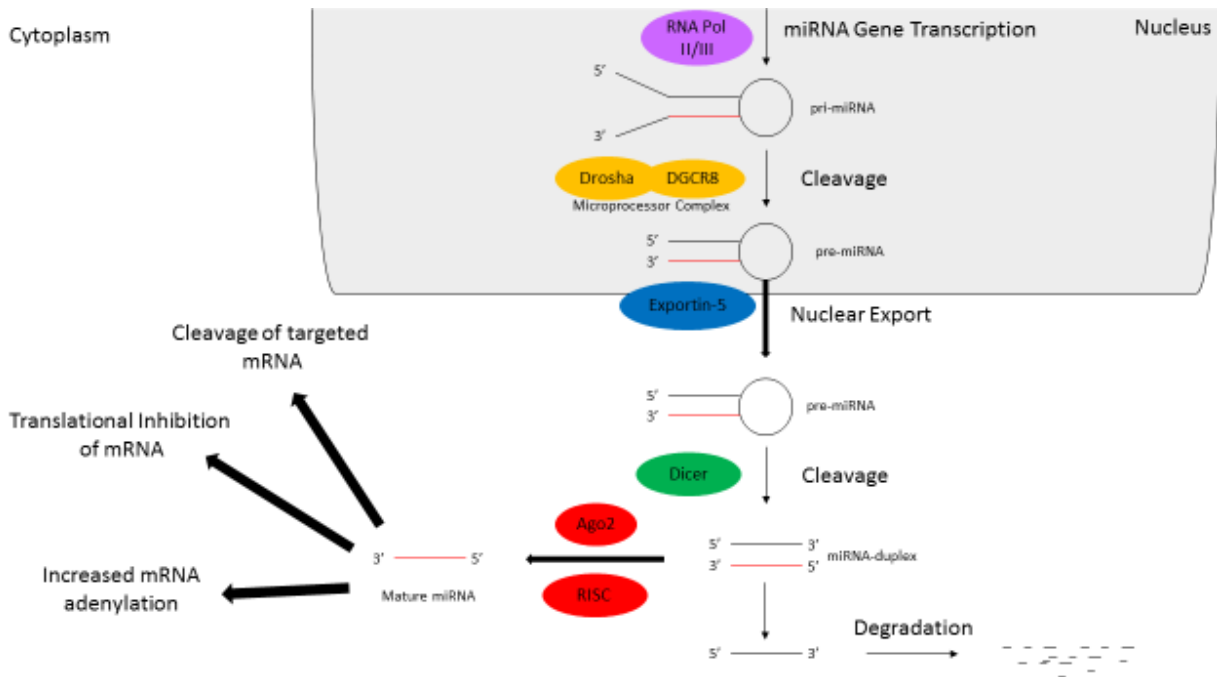 Cytoplasm
RNA Pol
II/III
miRNA Gene Transcription
Nucleus
5’
3’
pri-miRNA
Drosha
DGCR8
Microprocessor Complex
Cleavage
5’
3’
pre-miRNA
Exportin-5
Nuclear Export
Cleavage of targeted
mRNA
5’
3’
pre-miRNA
Translational Inhibition
of mRNA
Dicer
Cleavage
Ago2
5’
3’
3’
5’
miRNA-duplex
3’
5’
Mature miRNA
RISC
Increased mRNA
adenylation
5’
3’
Degradation